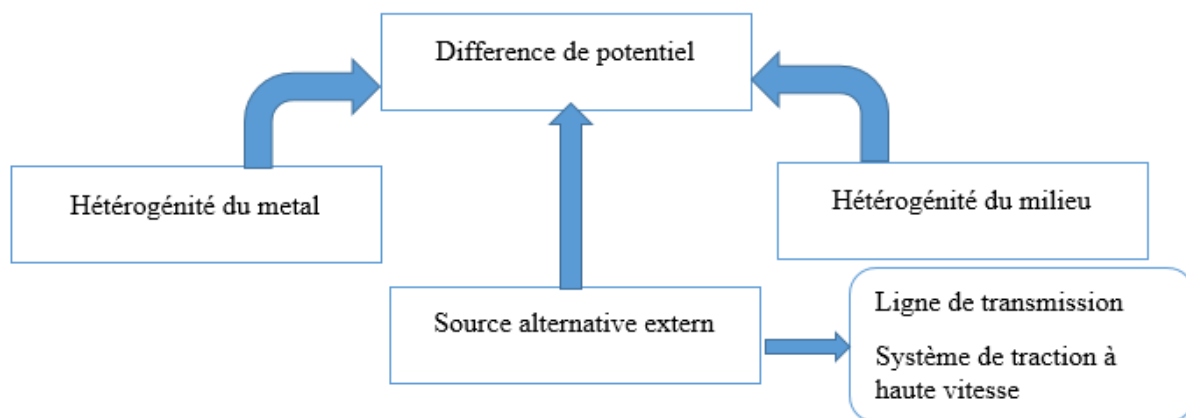 Difference de potentiel
Hétérogénité du metal
Hétérogénité du milieu
Source alternative extern
Ligne de transmission
Système de traction à
haute vitesse